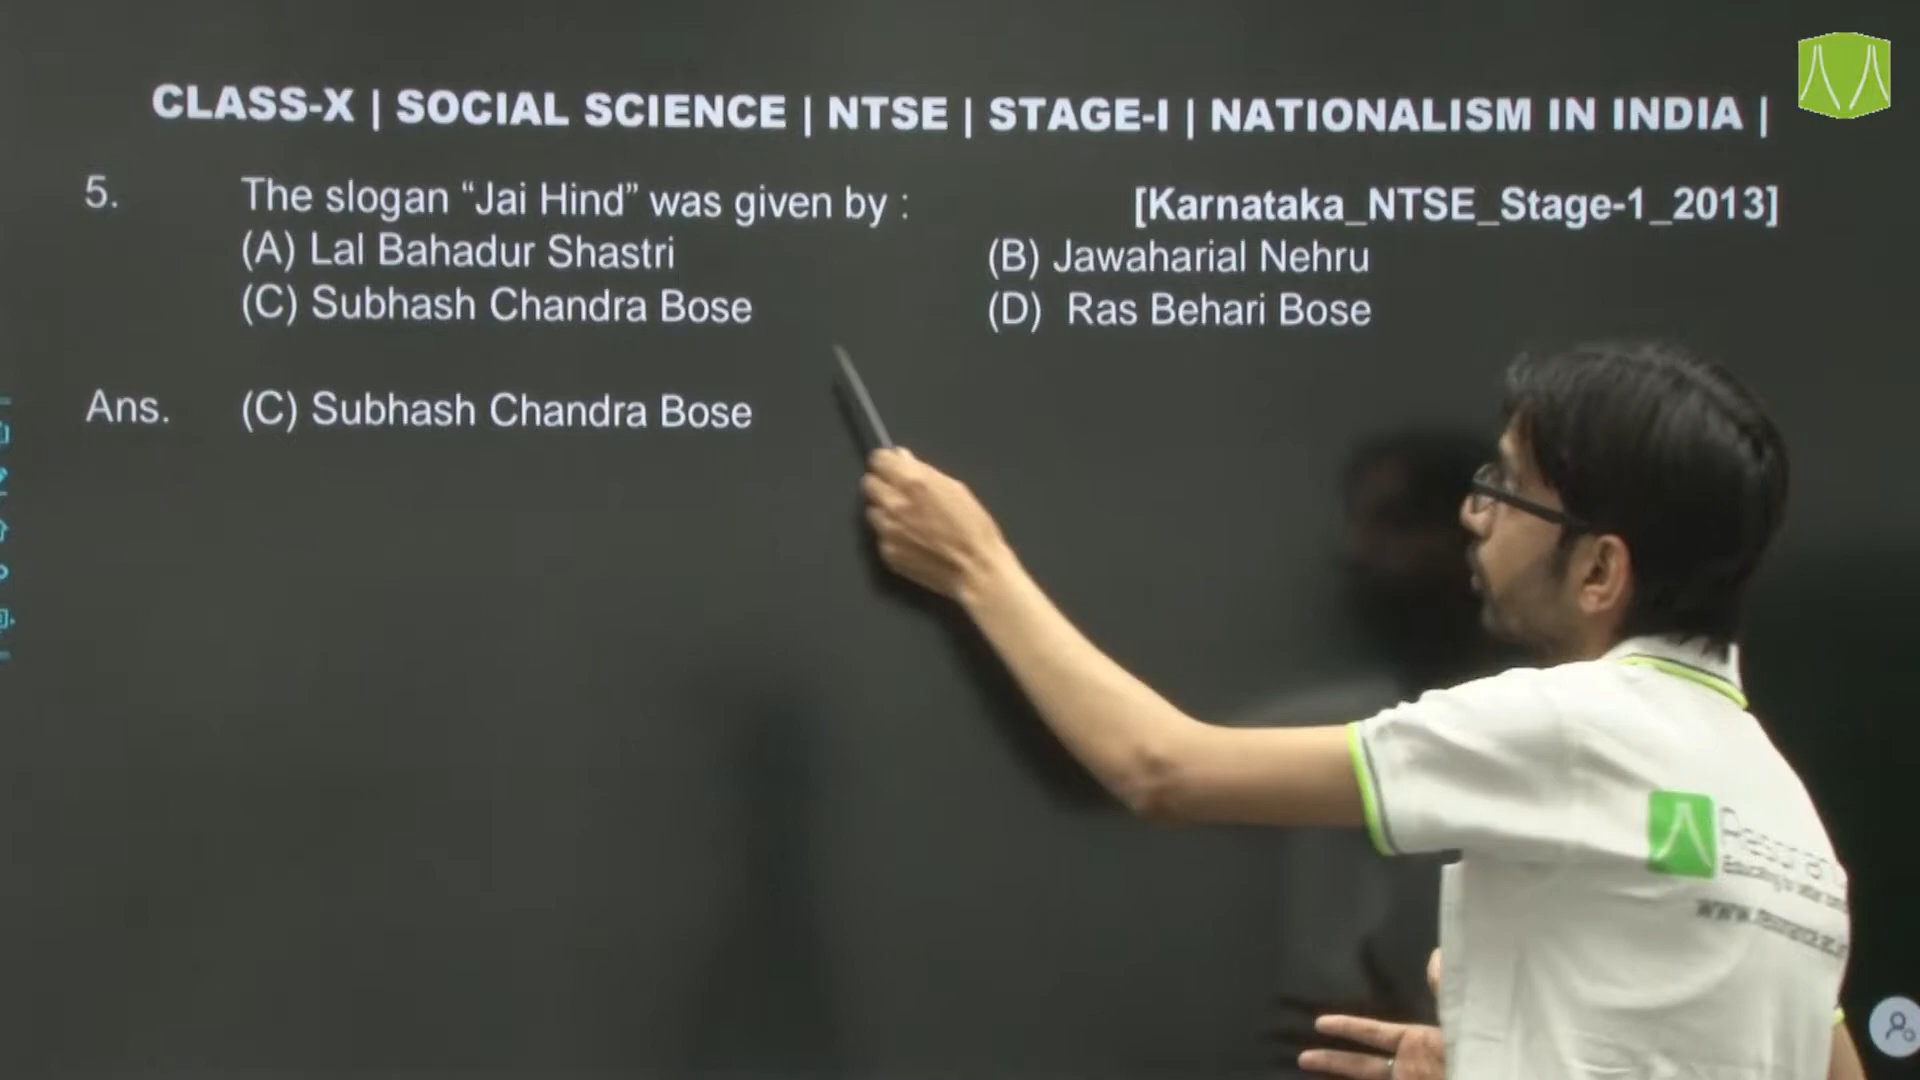 CLASS-X | SOCIAL SCIENCE | NTSE | STAGE-I | NATIONALISM IN INDIA |
5. The slogan “Jai Hind” was given by : [Karnataka_NTSE_Stage-1_2013]
(A) Lal Bahadur Shastri (B) Jawaharial Nehru
(C) Subhash Chandra Bose (D) Ras Behari Bose
Ans. (C) Subhash Chandra Bose